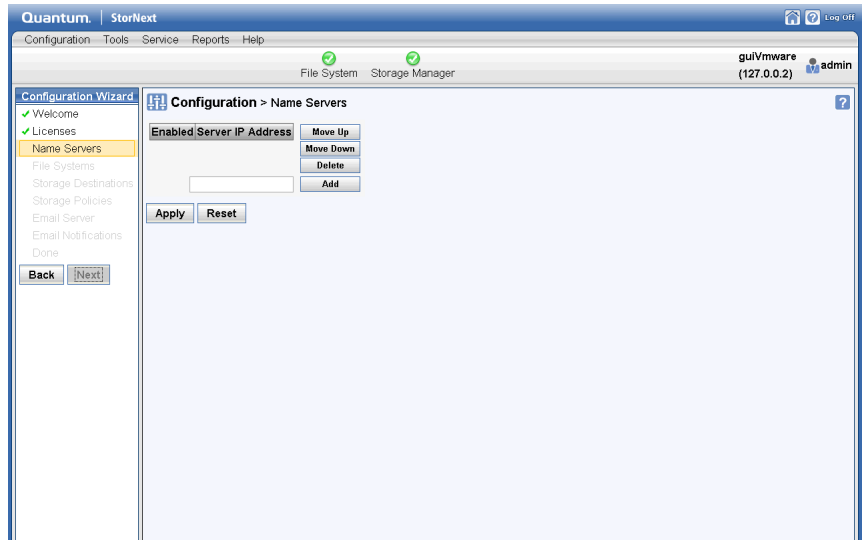 Quantum. StorNext
Log Off
Configuration Tools Service Reports Help
File System Storage Manager
guiVmware
(127.0.0.2)
admin
Configuration Wizard
Welcome
Licenses
Name Servers
File Systems
Storage Destinations
Storage Policies
Email Server
Email Notifications
Done
Back Next
Configuration > Name Servers
?
Enabled Server IP Address
Move Up
Move Down
Delete
Add
Apply Reset